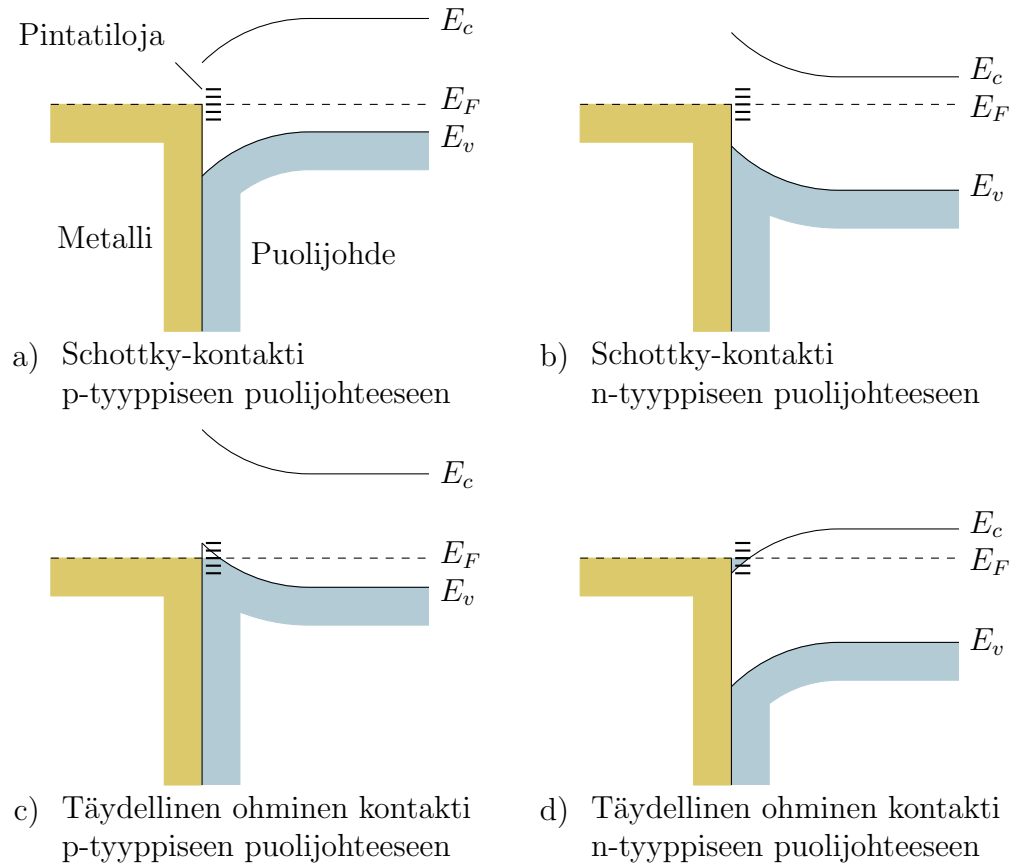 Pintatiloja
E_c
E_F
E_v
Metalli
Puolijohde
a) Schottky-kontakti
p-tyyppiseen puolijohteeseen
E_c
E_F
E_v
b) Schottky-kontakti
n-tyyppiseen puolijohteeseen
E_c
E_F
E_v
c) Täydellinen ohminen kontakti
p-tyyppiseen puolijohteeseen
E_c
E_F
E_v
d) Täydellinen ohminen kontakti
n-tyyppiseen puolijohteeseen